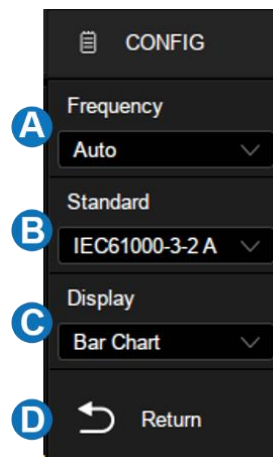 CONFIG
A
Frequency
Auto
B
Standard
IEC61000-3-2 A
C
Display
Bar Chart
D
Return